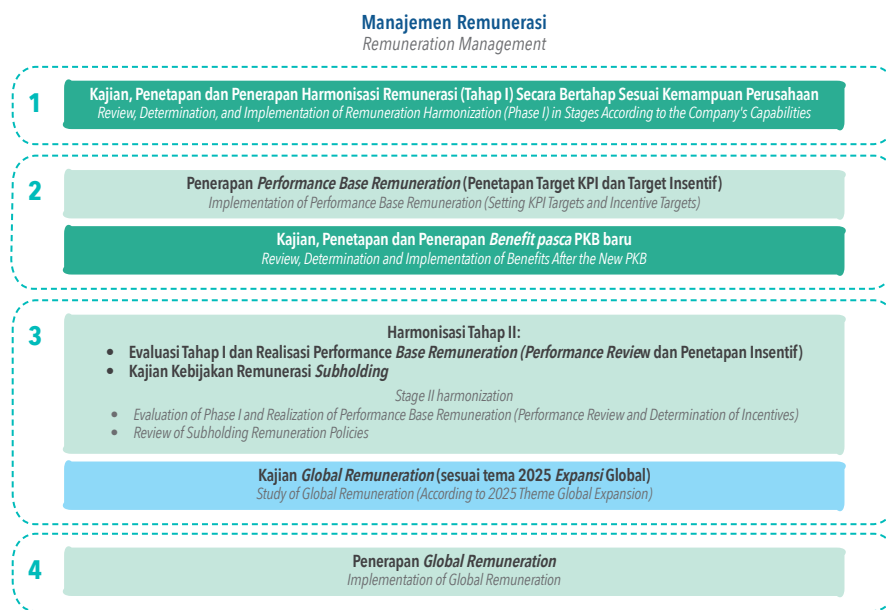 Manajemen Remunerasi
Remuneration Management
1
Kajian, Penetapan dan Penerapan Harmonisasi Remunerasi (Tahap I) Secara Bertahap Sesuai Kemampuan Perusahaan
Review, Determination, and Implementation of Remuneration Harmonization (Phase I) in Stages According to the Company's Capabilities
2
Penerapan Performance Base Remuneration (Penetapan Target KPI dan Target Insentif)
Implementation of Performance Base Remuneration (Setting KPI Targets and Incentive Targets)
Kajian, Penetapan dan Penerapan Benefit pasca PKB baru
Review, Determination and Implementation of Benefits After the New PKB
3
Harmonisasi Tahap II:
• Evaluasi Tahap I dan Realisasi Performance Base Remuneration (Performance Review dan Penetapan Insentif)
• Kajian Kebijakan Remunerasi Subholding
Stage II harmonization
• Evaluation of Phase I and Realization of Performance Base Remuneration (Performance Review and Determination of Incentives)
• Review of Subholding Remuneration Policies
Kajian Global Remuneration (sesuai tema 2025 Expansi Global)
Study of Global Remuneration (According to 2025 Theme Global Expansion)
4
Penerapan Global Remuneration
Implementation of Global Remuneration